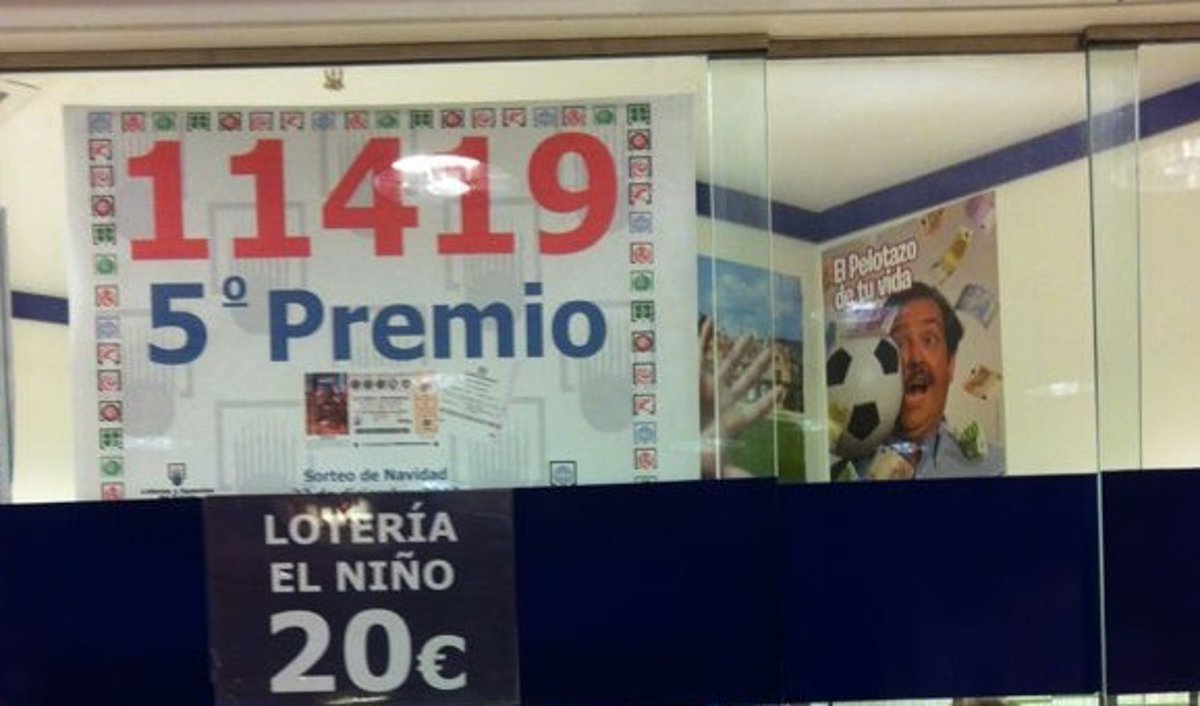 11419
5º Premio
Sorteo de Navidad
El Pelotazo
de tu vida
LOTERÍA
EL NIÑO
20€